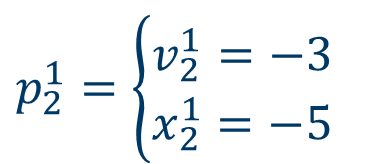 p₂¹ = { v₂¹ = −3
x₂¹ = −5